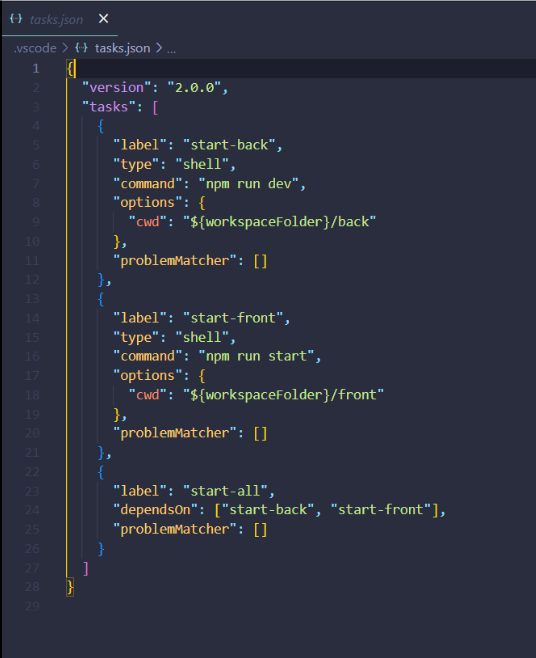 {··} tasks.json ×
.vscode > {··} tasks.json > ...
1 {
2 "version": "2.0.0",
3 "tasks": [
4 {
5 "label": "start-back",
6 "type": "shell",
7 "command": "npm run dev",
8 "options": {
9 "cwd": "${workspaceFolder}/back"
10 },
11 "problemMatcher": []
12 },
13 {
14 "label": "start-front",
15 "type": "shell",
16 "command": "npm run start",
17 "options": {
18 "cwd": "${workspaceFolder}/front"
19 },
20 "problemMatcher": []
21 },
22 {
23 "label": "start-all",
24 "dependsOn": ["start-back", "start-front"],
25 "problemMatcher": []
26 }
27 ]
28 }
29